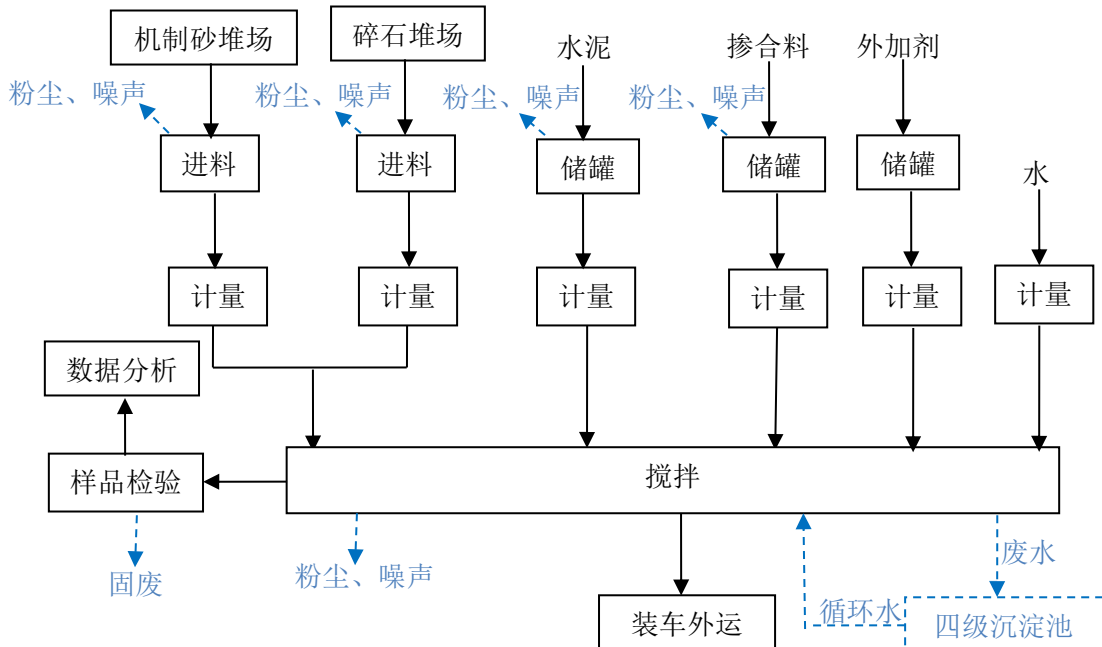 机制砂堆场
碎石堆场
水泥
掺合料
外加剂
粉尘、噪声
粉尘、噪声
粉尘、噪声
粉尘、噪声
进料
进料
储罐
储罐
储罐
水
计量
计量
计量
计量
计量
计量
数据分析
样品检验
搅拌
固废
粉尘、噪声
废水
装车外运
循环水
四级沉淀池